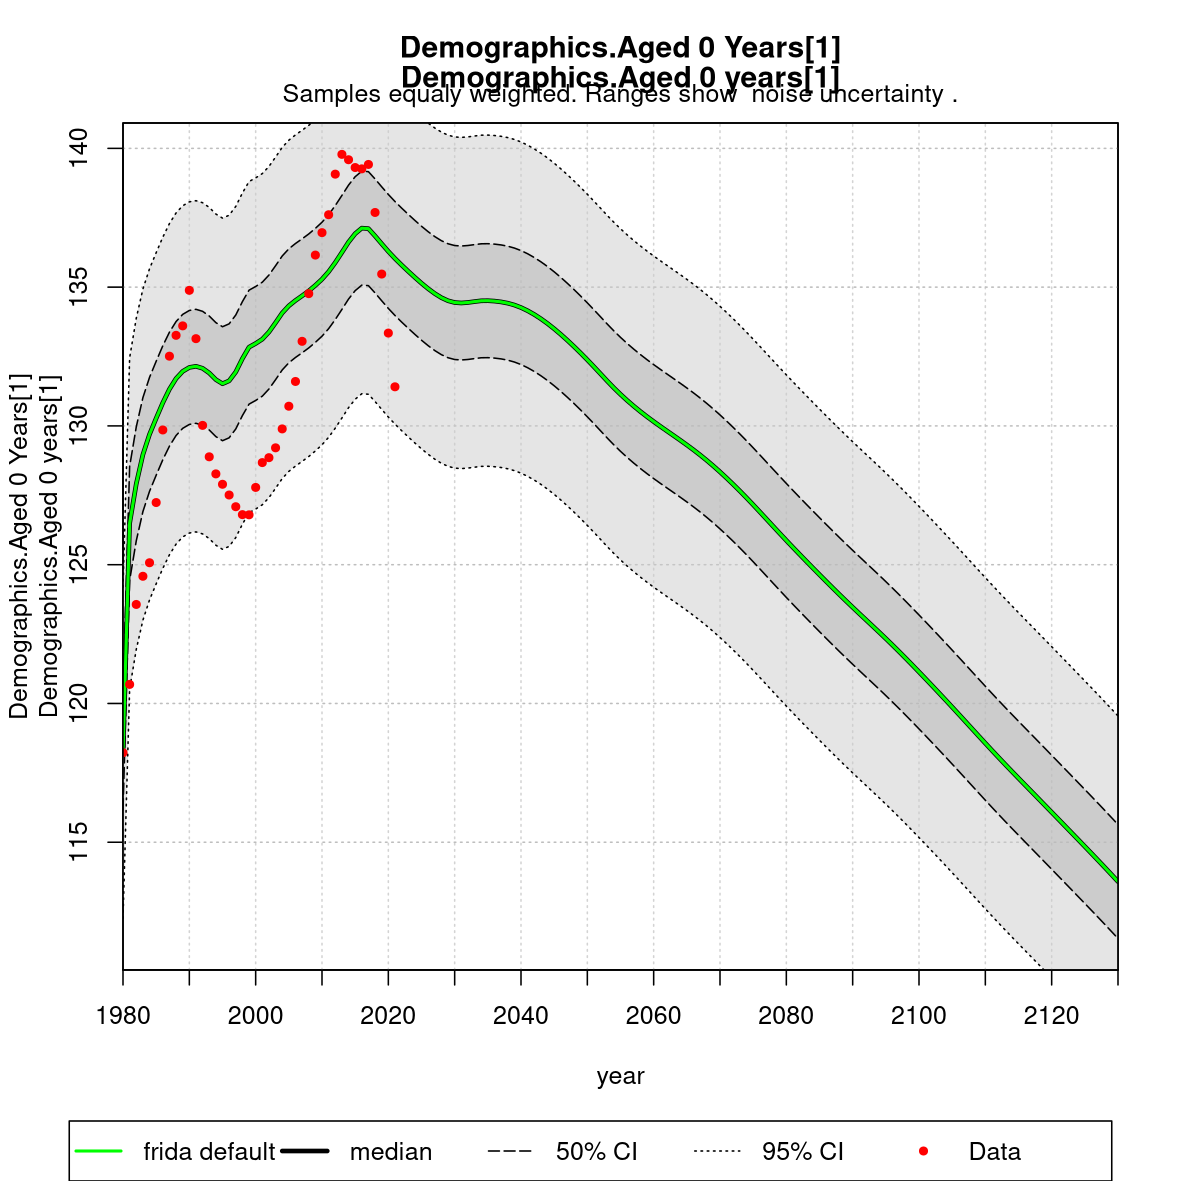 Demographics.Aged 0 Years[1]
Demographics.Aged 0 years[1]
Samples equaly weighted. Ranges show  noise uncertainty .
Demographics.Aged 0 Years[1]
Demographics.Aged 0 years[1]
140
135
130
125
120
115
1980 2000 2020 2040 2060 2080 2100 2120
year
frida default median 50% CI 95% CI Data